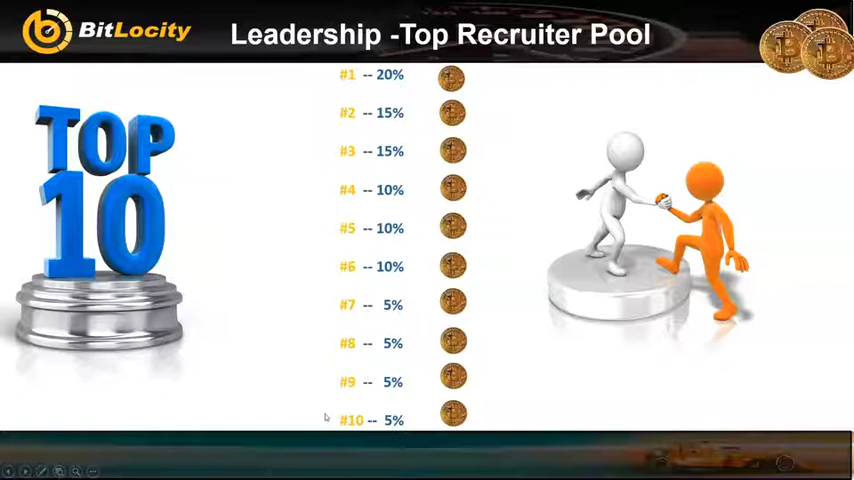 BitLocity
Leadership -Top Recruiter Pool
#1 -- 20%
#2 -- 15%
#3 -- 15%
#4 -- 10%
#5 -- 10%
#6 -- 10%
#7 -- 5%
#8 -- 5%
#9 -- 5%
#10 -- 5%
TOP
10